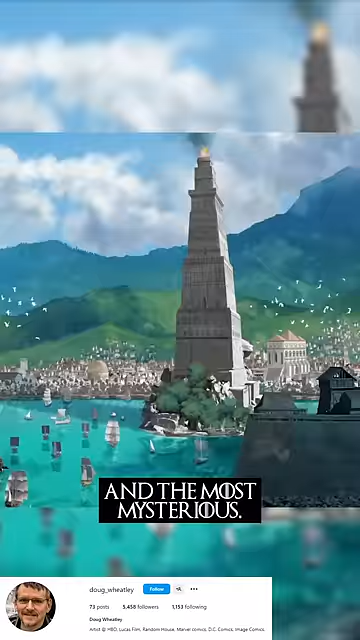 AND THE MOST
MYSTERIOUS.
doug_wheatley Follow
73 posts 5,458 followers 1,153 following
Doug Wheatley
Artist @ HBO, Lucas Film, Random House, Marvel comics, D.C. Comics, Image Comics.